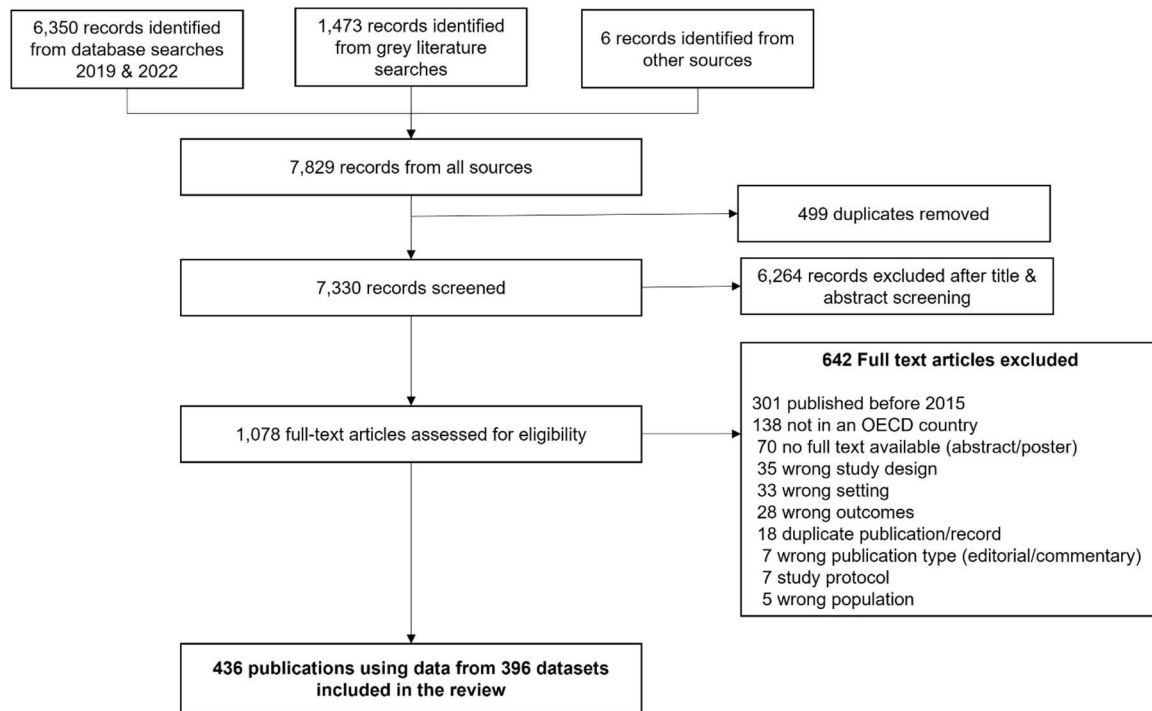 6,350 records identified
from database searches
2019 & 2022
1,473 records identified
from grey literature
searches
6 records identified from
other sources
7,829 records from all sources
499 duplicates removed
7,330 records screened
6,264 records excluded after title &
abstract screening
1,078 full-text articles assessed for eligibility
642 Full text articles excluded
301 published before 2015
138 not in an OECD country
70 no full text available (abstract/poster)
35 wrong study design
33 wrong setting
28 wrong outcomes
18 duplicate publication/record
7 wrong publication type (editorial/commentary)
7 study protocol
5 wrong population
436 publications using data from 396 datasets
included in the review